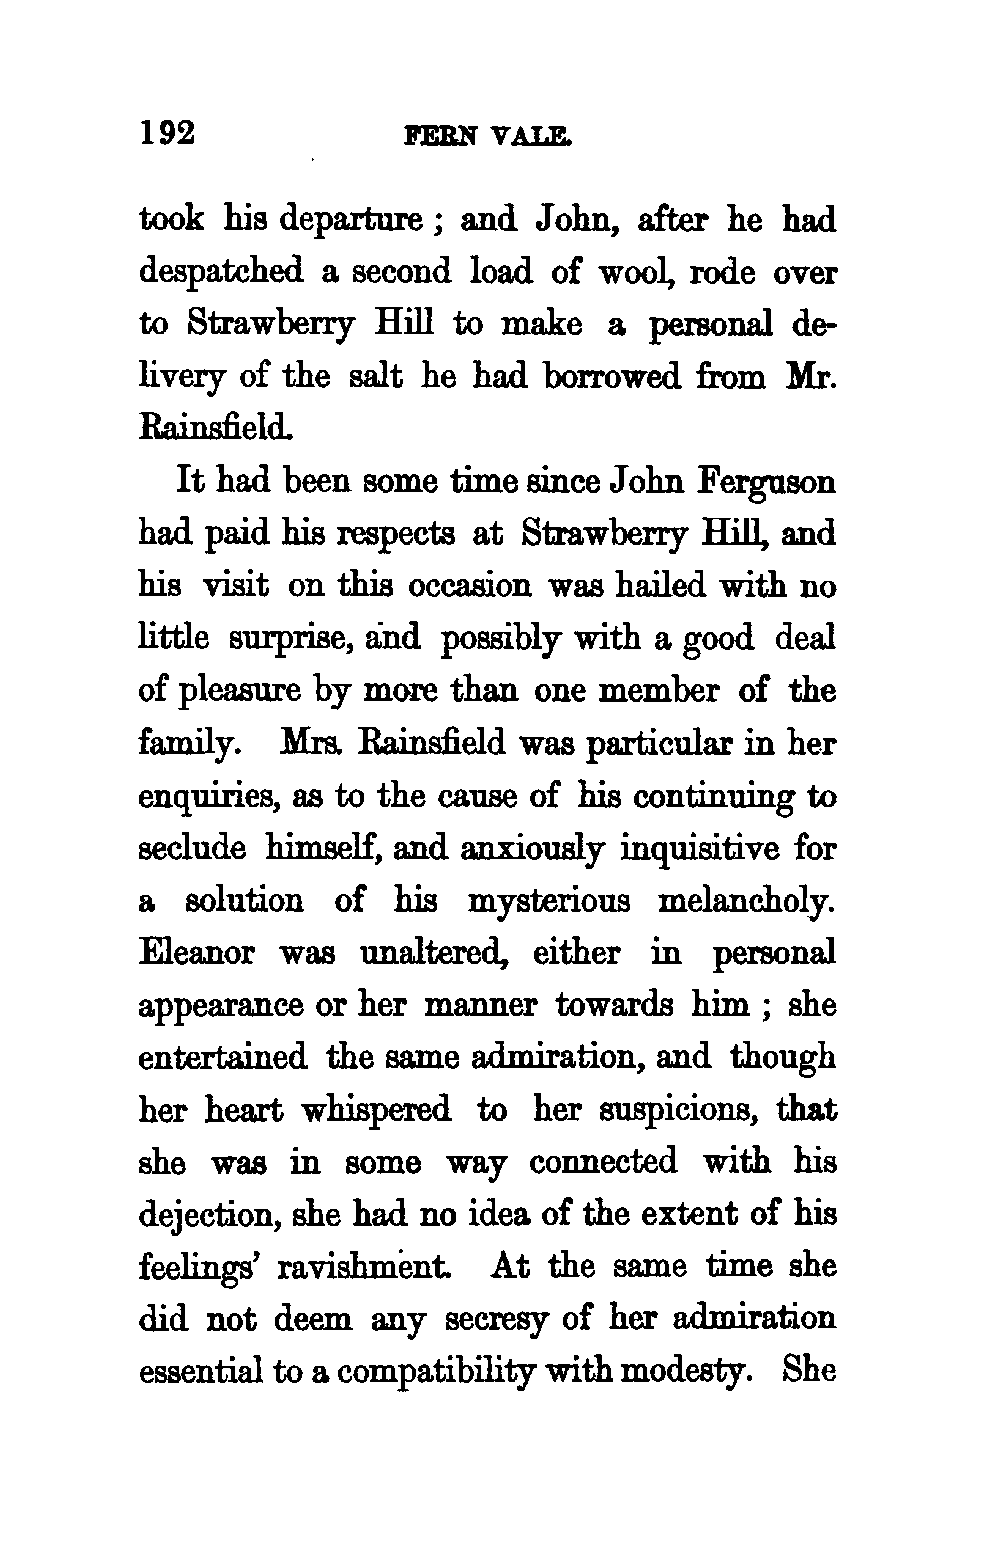 192 FERN VALE.
took his departure ; and John, after he had
despatched a second load of wool, rode over
to Strawberry Hill to make a personal de-
livery of the salt he had borrowed from Mr.
Rainsfield.
It had been some time since John Ferguson
had paid his respects at Strawberry Hill, and
his visit on this occasion was hailed with no
little surprise, and possibly with a good deal
of pleasure by more than one member of the
family. Mrs. Rainsfield was particular in her
enquiries, as to the cause of his continuing to
seclude himself, and anxiously inquisitive for
a solution of his mysterious melancholy.
Eleanor was unaltered, either in personal
appearance or her manner towards him ; she
entertained the same admiration, and though
her heart whispered to her suspicions, that
she was in some way connected with his
dejection, she had no idea of the extent of his
feelings' ravishment. At the same time she
did not deem any secresy of her admiration
essential to a compatibility with modesty. She